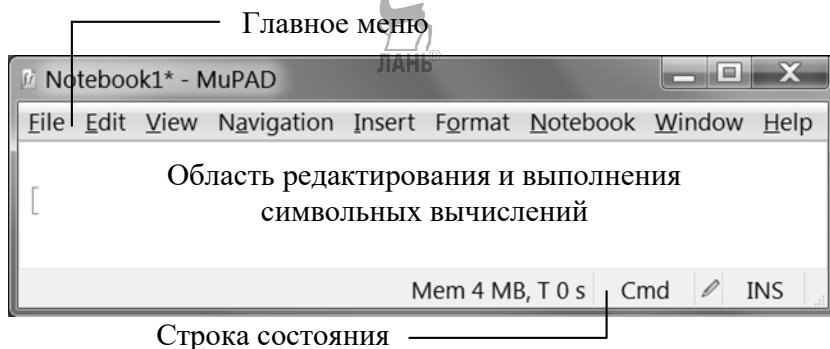 Главное меню
ЛАНЬ®
Notebook1* - MuPAD
File Edit View Navigation Insert Format Notebook Window Help
Область редактирования и выполнения
символьных вычислений
[
Mem 4 MB, T 0 s Cmd INS
Строка состояния